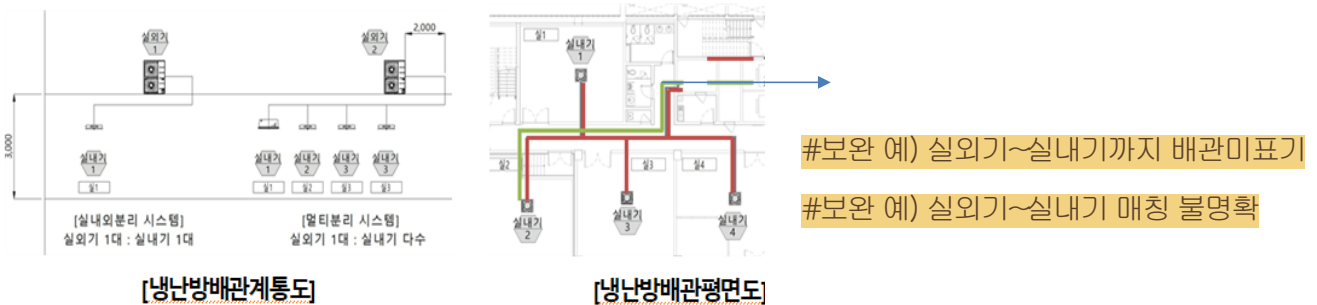 실외기
1
실외기
2
2,000
3,000
실내기
1
실1
실내기
1
실1
실내기
2
실2
실내기
3
실3
실내기
3
실3
[실내외분리 시스템]
실외기 1대 : 실내기 1대
[멀티분리 시스템]
실외기 1대 : 실내기 다수
[냉난방배관계통도]
실1
실내기
1
실2
실3
실4
실내기
2
실내기
3
실내기
4
[냉난방배관평면도]
#보완 예) 실외기~실내기까지 배관미표기
#보완 예) 실외기~실내기 매칭 불명확